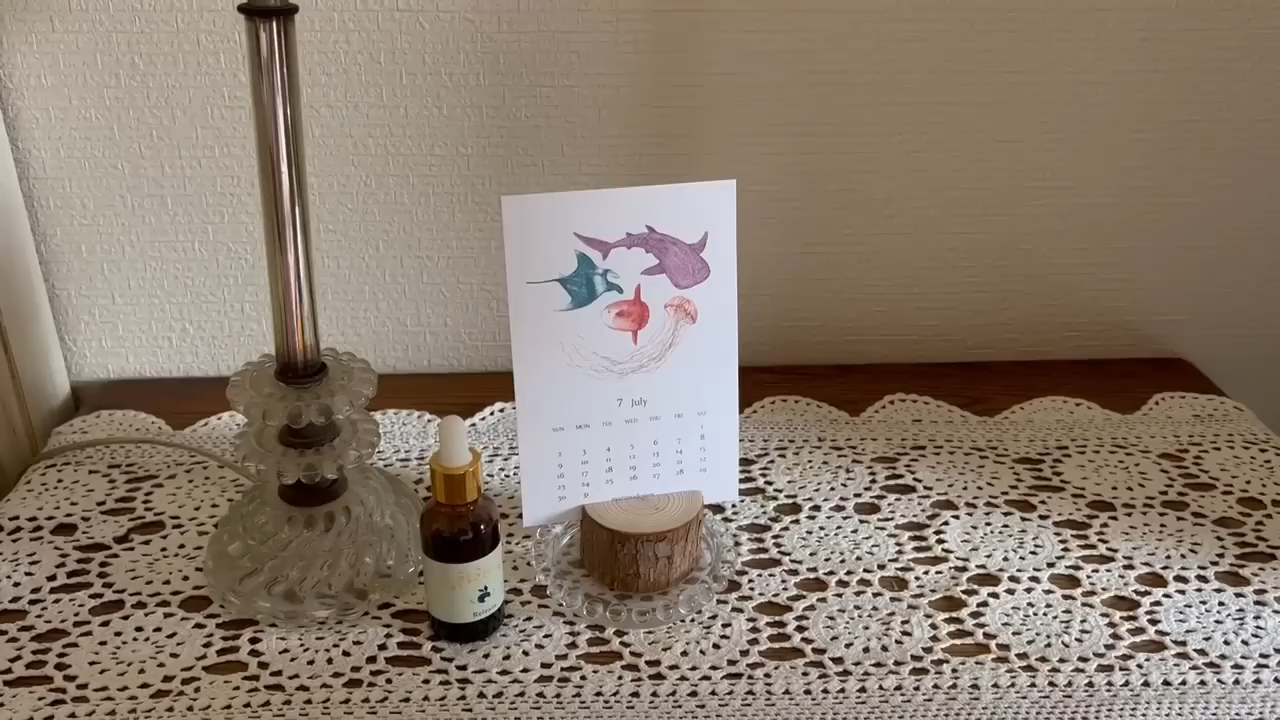 7 July
SUN MON TUE WED THU FRI SAT
1
2 3 4 5 6 7 8
9 10 11 12 13 14 15
16 17 18 19 20 21 22
23 24 25 26 27 28 29
30 31